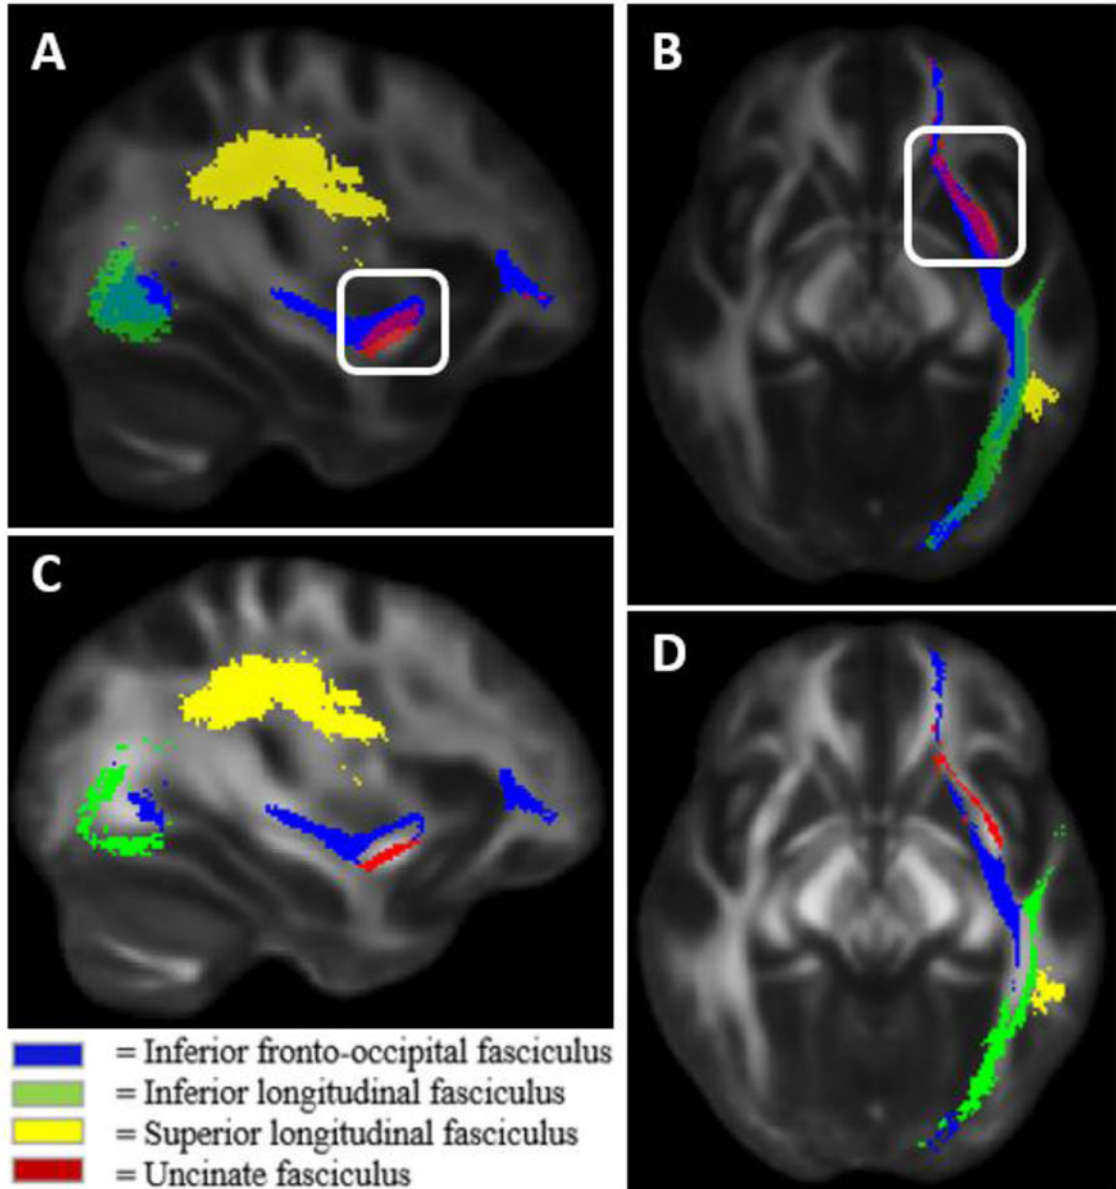 A
B
C
D
= Inferior fronto-occipital fasciculus
= Inferior longitudinal fasciculus
= Superior longitudinal fasciculus
= Uncinate fasciculus